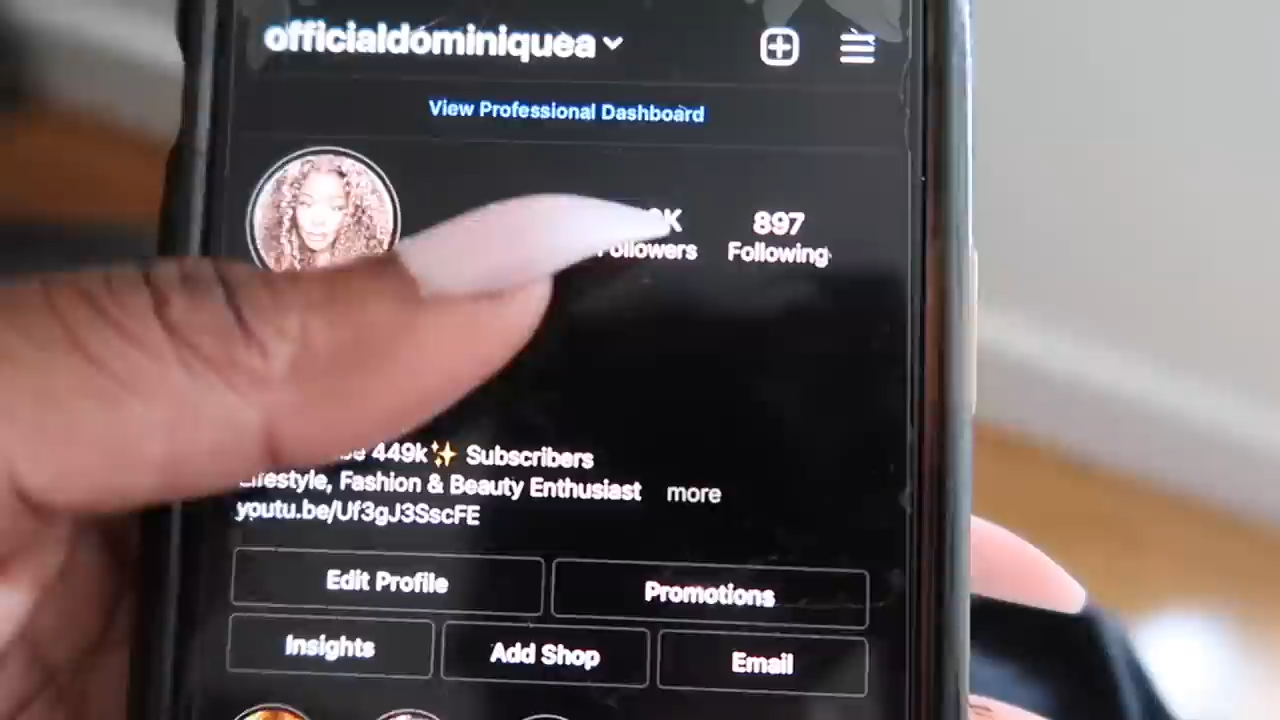 officialdominiquea
View Professional Dashboard
897
Followers
Following
449k✨ Subscribers
Lifestyle, Fashion & Beauty Enthusiast more
youtu.be/Uf3gJ3SscFE
Edit Profile
Promotions
Insights
Add Shop
Email